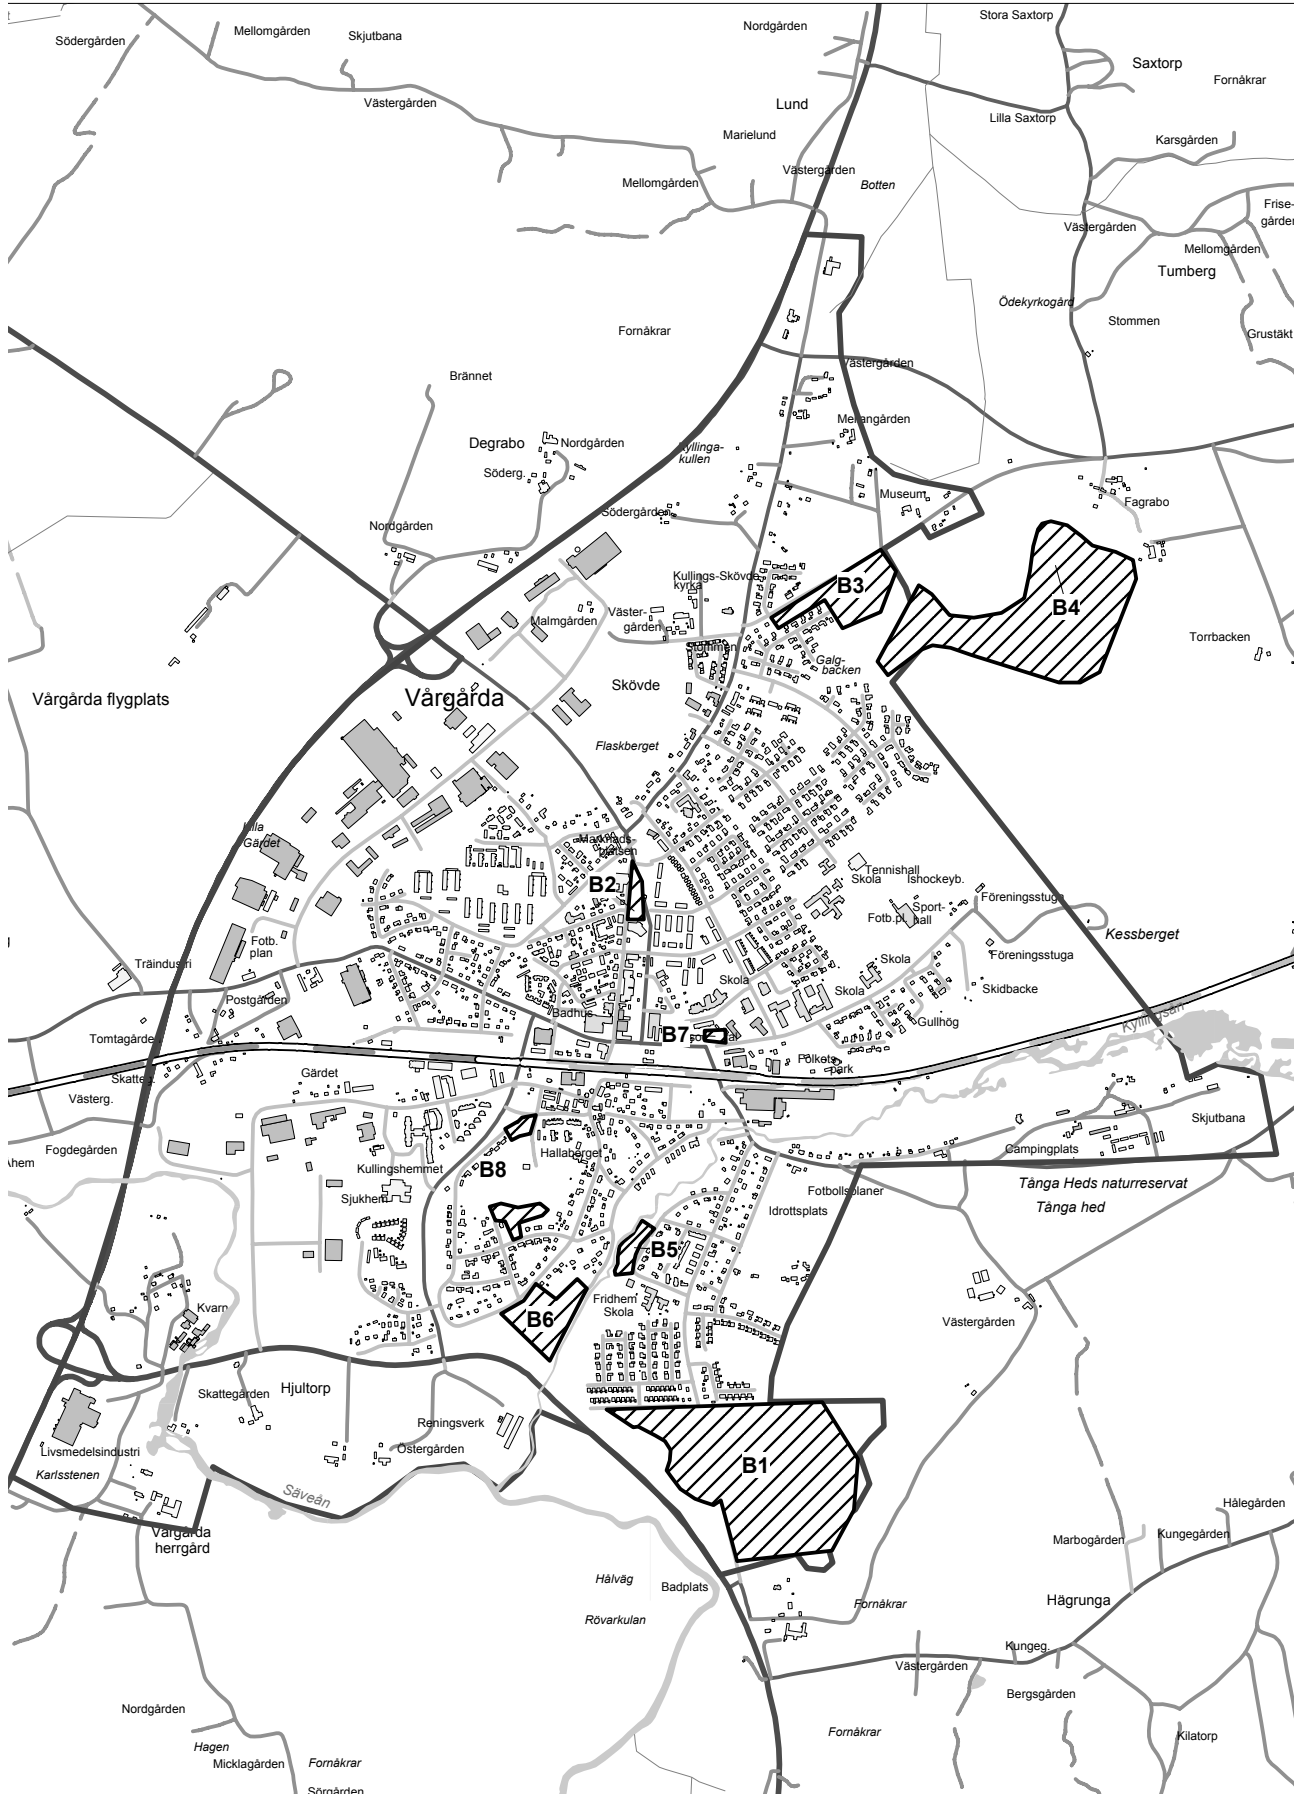 Stora Saxtorp
Nordgården
Mellomgården
Skjutbana
Södergården
Saxtorp
Fornåkrar
Västergården
Lund
Lilla Saxtorp
Marielund
Karsgården
Västergården
Mellomgården
Botten
Frise-
gården
Västergården
Mellomgården
Tumberg
Ödekyrkogård
Stommen
Fornåkrar
Grustäkt
Västergården
Brännet
Degrabo
Nordgården
Söderg.
Kyllinga-
kullen
Museum
Fagrabo
Södergården
Nordgården
Kullings-Skövde
kyrka
B3
B4
Malmgården
Väster-
gården
Stommen
Torrbacken
Galg-
backen
Skövde
Vårgårda
Vårgårda flygplats
Flaskberget
Lilla
Gärdet
Marknads-
platsen
Tennishall
Skola
Ishockeyb.
B2
Föreningsstuga
Sport-
hall
Fotb.pl.
Kessberget
Fotb.
plan
Träindustri
Föreningsstuga
Skola
Skola
Skola
Skidbacke
Postgården
Badhus
Gullhög
Kyllingsån
Tomtagården
B7
Folkets
park
Skatteg.
Gärdet
Västerg.
Skjutbana
Fogdegården
Hallaberget
Campingplats
Kullingshemmet
B8
Tånga Heds naturreservat
Tånga hed
Fotbollsplaner
Idrottsplats
Sjukhem
B5
Kvarn
Fridhem
Skola
B6
Västergården
Skattegården
Hjultorp
Reningsverk
Östergården
Livsmedelsindustri
Karlsstenen
B1
Säveån
Hålegården
Vårgårda
herrgård
Marbogården
Kungegården
Hålväg
Badplats
Rövarkulan
Fornåkrar
Hägrunga
Kungeg.
Västergården
Bergsgården
Nordgården
Hagen
Micklagården
Fornåkrar
Fornåkrar
Kilatorp
Sörgården